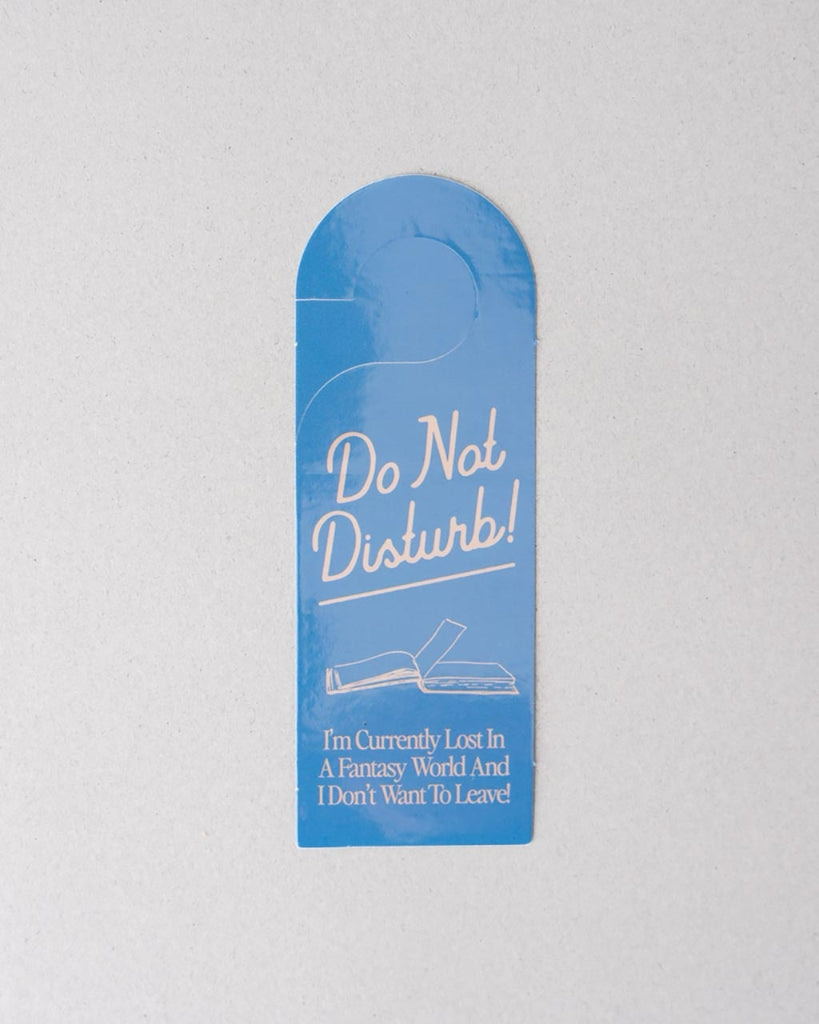 Do Not
Disturb!
I'm Currently Lost In
A Fantasy World And
I Don't Want To Leave!